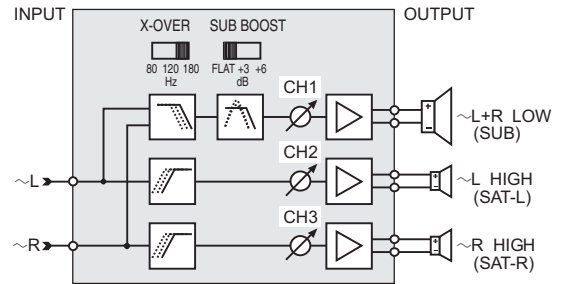 INPUT
OUTPUT
X-OVER
SUB BOOST
80 120 180
Hz
FLAT +3 +6
dB
CH1
~L+R LOW
(SUB)
CH2
~L
~L HIGH
(SAT-L)
CH3
~R
~R HIGH
(SAT-R)